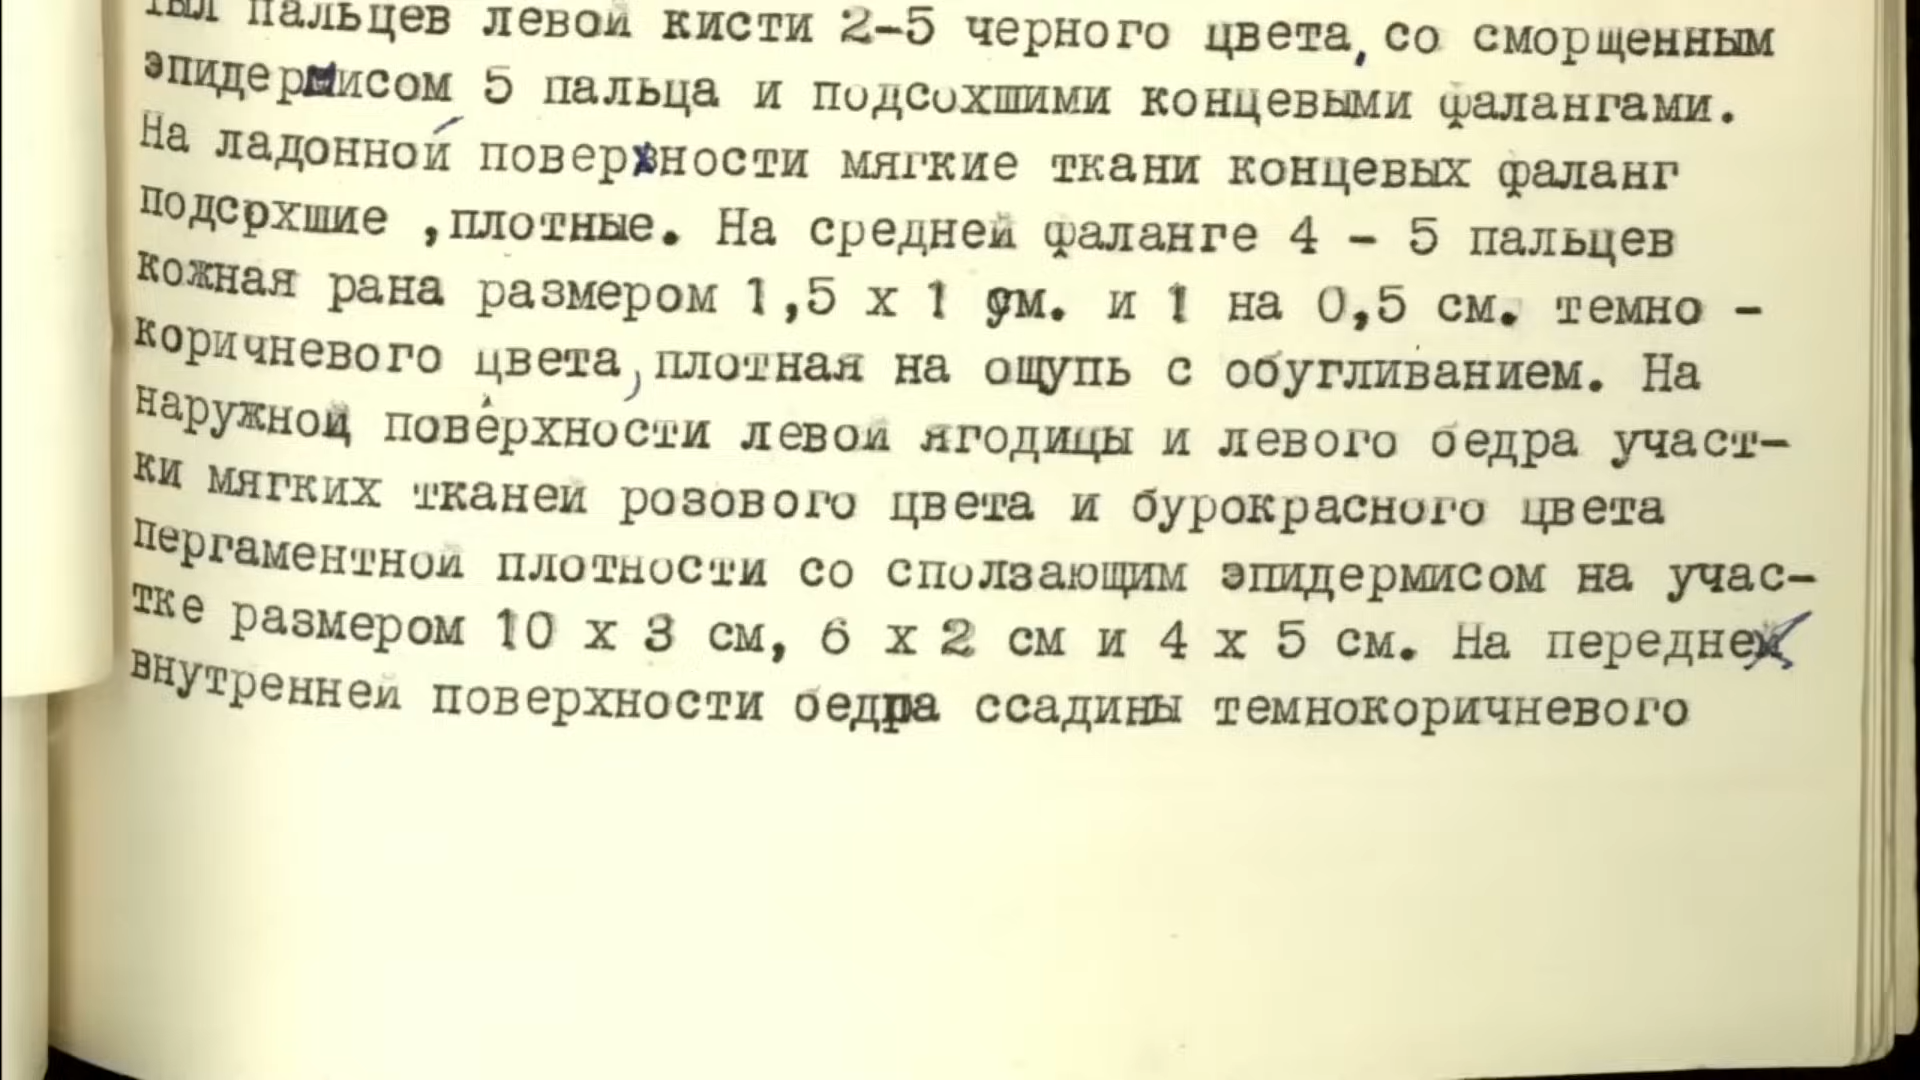 тыл пальцев левой кисти 2-5 черного цвета, со сморщенным
эпидермисом 5 пальца и подсохшими концевыми фалангами.
На ладонной поверхности мягкие ткани концевых фаланг
подсрхшие ,плотные. На средней фаланге 4 - 5 пальцев
кожная рана размером 1,5 х 1 см. и 1 на 0,5 см. темно -
коричневого цвета, плотная на ощупь с обугливанием. На
наружной поверхности левой ягодицы и левого бедра участ-
ки мягких тканей розового цвета и бурокрасного цвета
пергаментной плотности со сползающим эпидермисом на учас-
тке размером 10 х 3 см, 6 х 2 см и 4 х 5 см. На передне
внутренней поверхности бедра ссадины темнокоричневого